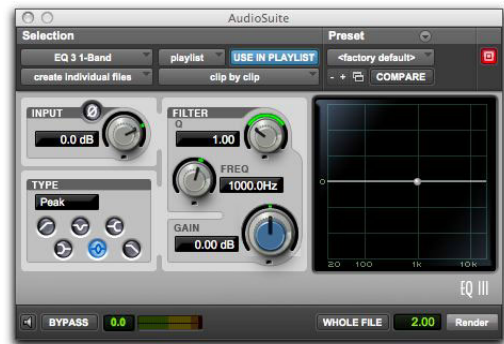 AudioSuite
Selection Preset
EQ 3 1-Band playlist USE IN PLAYLIST <factory default>
create individual files clip by clip - + COMPARE
INPUT Ø FILTER
Q
0.0 dB 1.00
FREQ
TYPE 1000.0Hz
Peak
GAIN
0.00 dB
0
20 100 1k 10k
EQ III
BYPASS 0.0 WHOLE FILE 2.00 Render